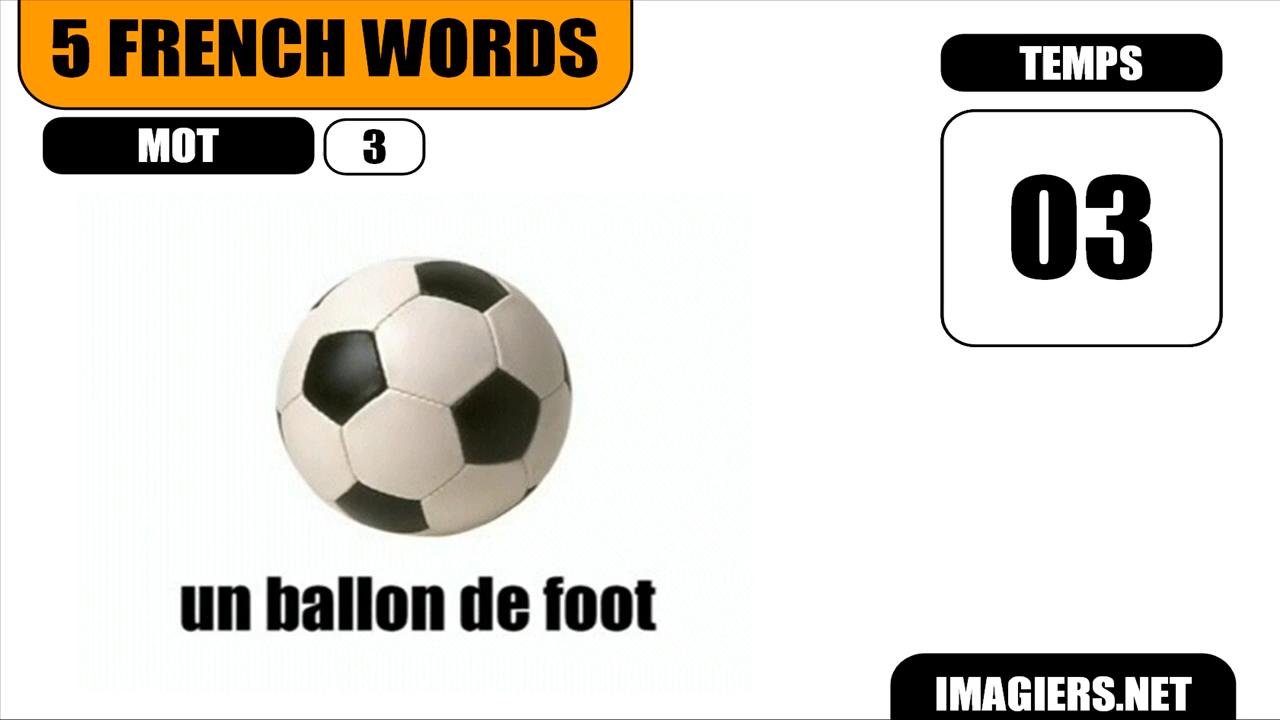 5 FRENCH WORDS
MOT 3
TEMPS
03
un ballon de foot
IMAGIERS.NET